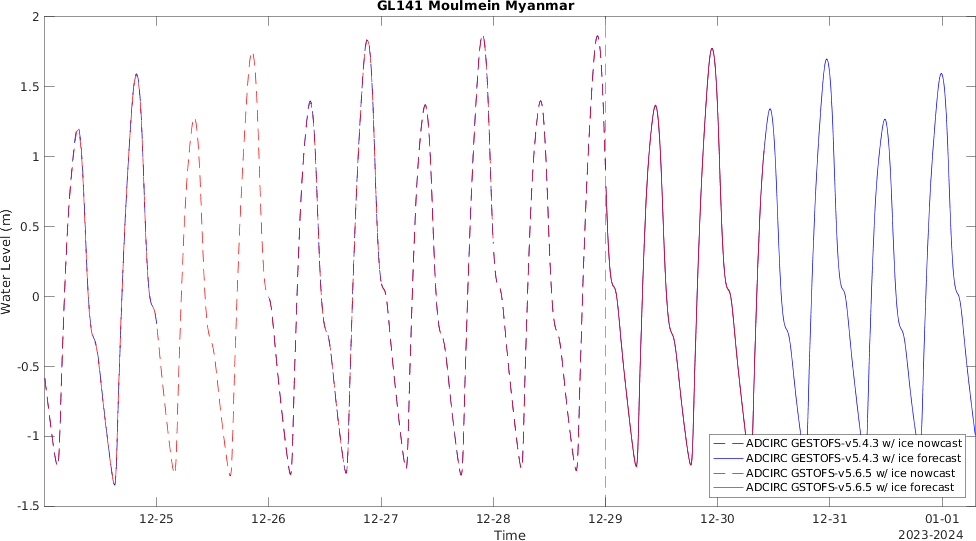 GL141 Moulmein Myanmar
2
1.5
1
0.5
0
-0.5
-1
-1.5
Water Level (m)
ADCIRC GESTOFS-v5.4.3 w/ ice nowcast
ADCIRC GESTOFS-v5.4.3 w/ ice forecast
ADCIRC GSTOFS-v5.6.5 w/ ice nowcast
ADCIRC GSTOFS-v5.6.5 w/ ice forecast
12-25 12-26 12-27 12-28 12-29 12-30 12-31 01-01
Time
2023-2024